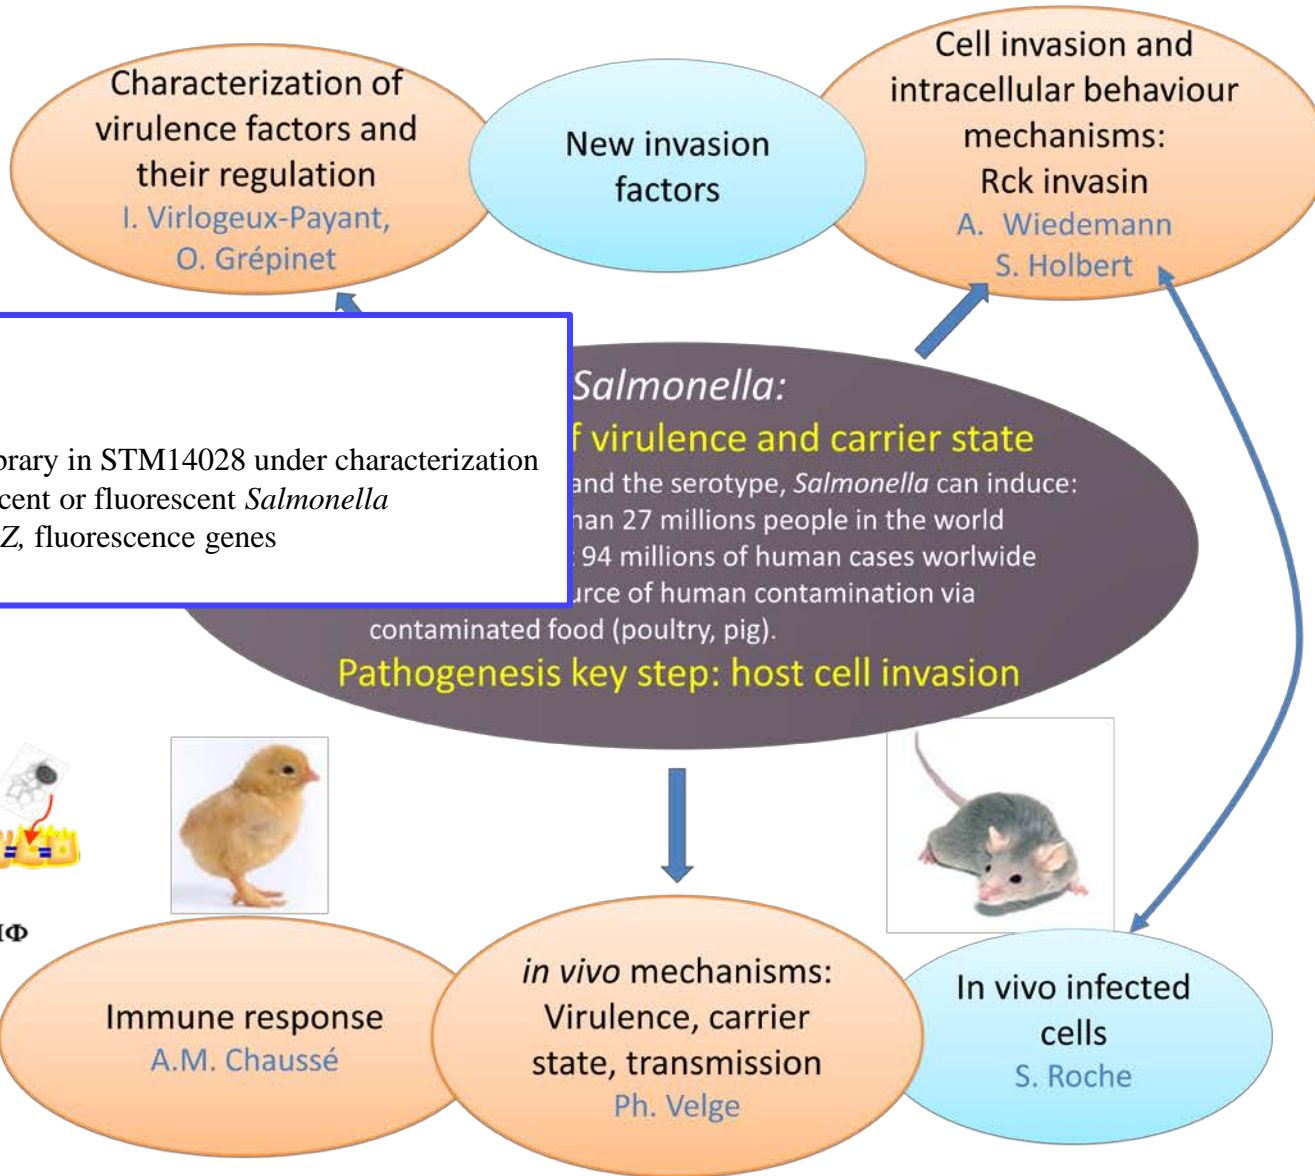 Characterization of
virulence factors and
their regulation
I. Virlogeux-Payant,
O. Grépinet
New invasion
factors
Cell invasion and
intracellular behaviour
mechanisms:
Rck invasin
A. Wiedemann
S. Holbert
in STM14028 under characterization
or fluorescent Salmonella
fluorescence genes
Salmonella:
virulence and carrier state
and the serotype, Salmonella can induce:
27 millions people in the world
94 millions of human cases worlwide
of human contamination via
contaminated food (poultry, pig).
Pathogenesis key step: host cell invasion
Immune response
A.M. Chaussé
in vivo mechanisms:
Virulence, carrier
state, transmission
Ph. Velge
In vivo infected
cells
S. Roche